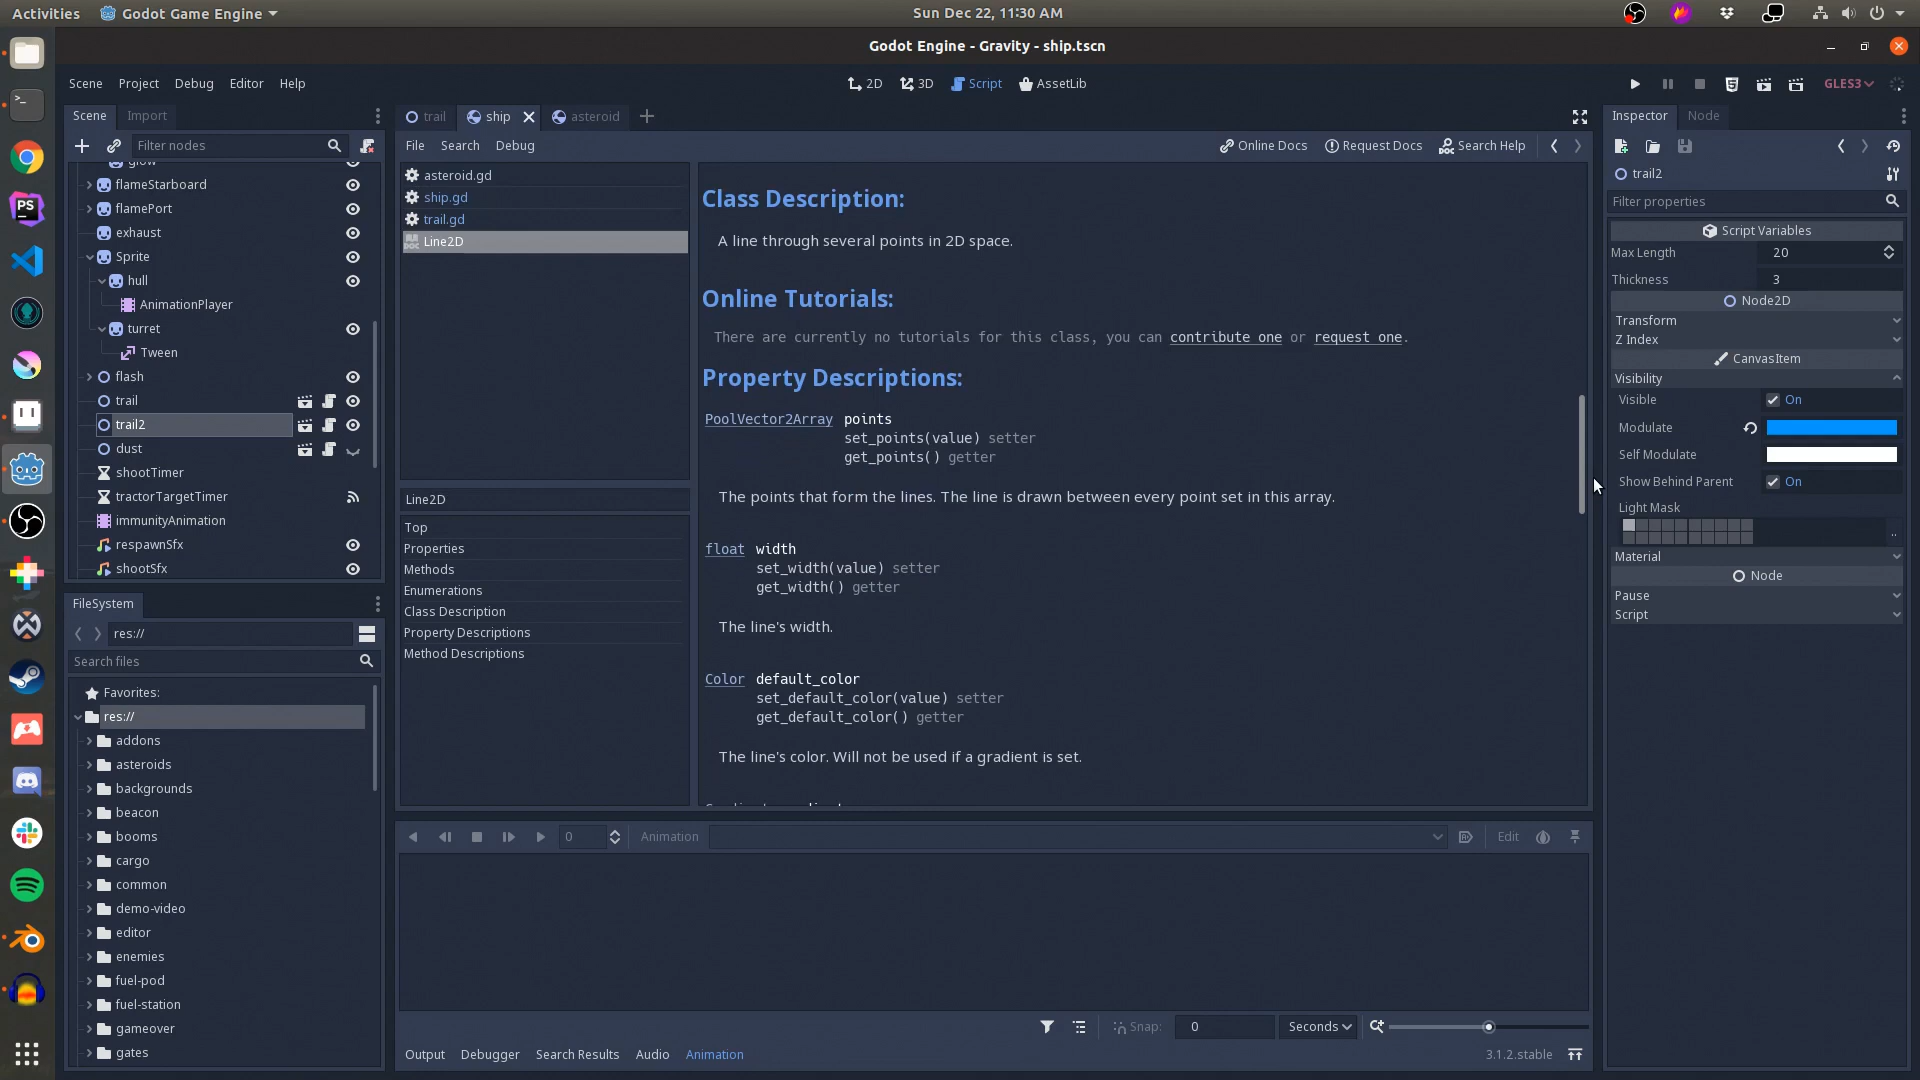 Activities
Godot Game Engine
Sun Dec 22, 11:30 AM
Godot Engine - Gravity - ship.tscn
Scene Project Debug Editor Help
2D 3D Script AssetLib
GLES3
Scene Import
Filter nodes
glow
flameStarboard
flamePort
exhaust
Sprite
hull
AnimationPlayer
turret
Tween
flash
trail
trail2
dust
shootTimer
tractorTargetTimer
immunityAnimation
respawnSfx
shootSfx
FileSystem
res://
Search files
Favorites:
res://
addons
asteroids
backgrounds
beacon
booms
cargo
common
demo-video
editor
enemies
fuel-pod
fuel-station
gameover
gates
trail ship asteroid
File Search Debug
Online Docs Request Docs Search Help
asteroid.gd
ship.gd
trail.gd
Line2D
Line2D
Top
Properties
Methods
Enumerations
Class Description
Property Descriptions
Method Descriptions
Class Description:
A line through several points in 2D space.
Online Tutorials:
There are currently no tutorials for this class, you can contribute one or request one.
Property Descriptions:
PoolVector2Array points
set_points(value) setter
get_points() getter
The points that form the lines. The line is drawn between every point set in this array.
float width
set_width(value) setter
get_width() getter
The line's width.
Color default_color
set_default_color(value) setter
get_default_color() getter
The line's color. Will not be used if a gradient is set.
0 Animation Edit
Snap: 0 Seconds
Output Debugger Search Results Audio Animation
3.1.2.stable
Inspector Node
trail2
Filter properties
Script Variables
Max Length 20
Thickness 3
Node2D
Transform
Z Index
CanvasItem
Visibility
Visible On
Modulate
Self Modulate
Show Behind Parent On
Light Mask
..
Material
Node
Pause
Script